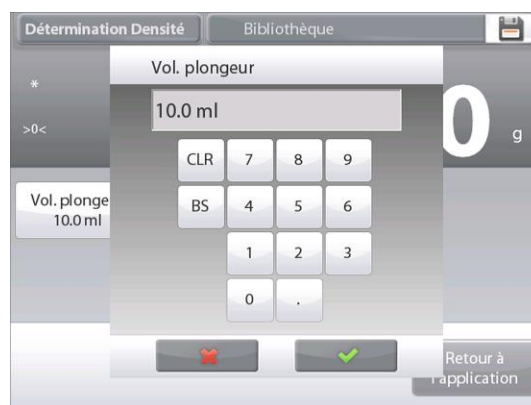 Détermination Densité
Bibliothèque
Vol. plongeur
*
>0<
10.0 ml
0
g
CLR 7 8 9
BS 4 5 6
1 2 3
0 .
Vol. plonge
10.0 ml
Retour à
l'application